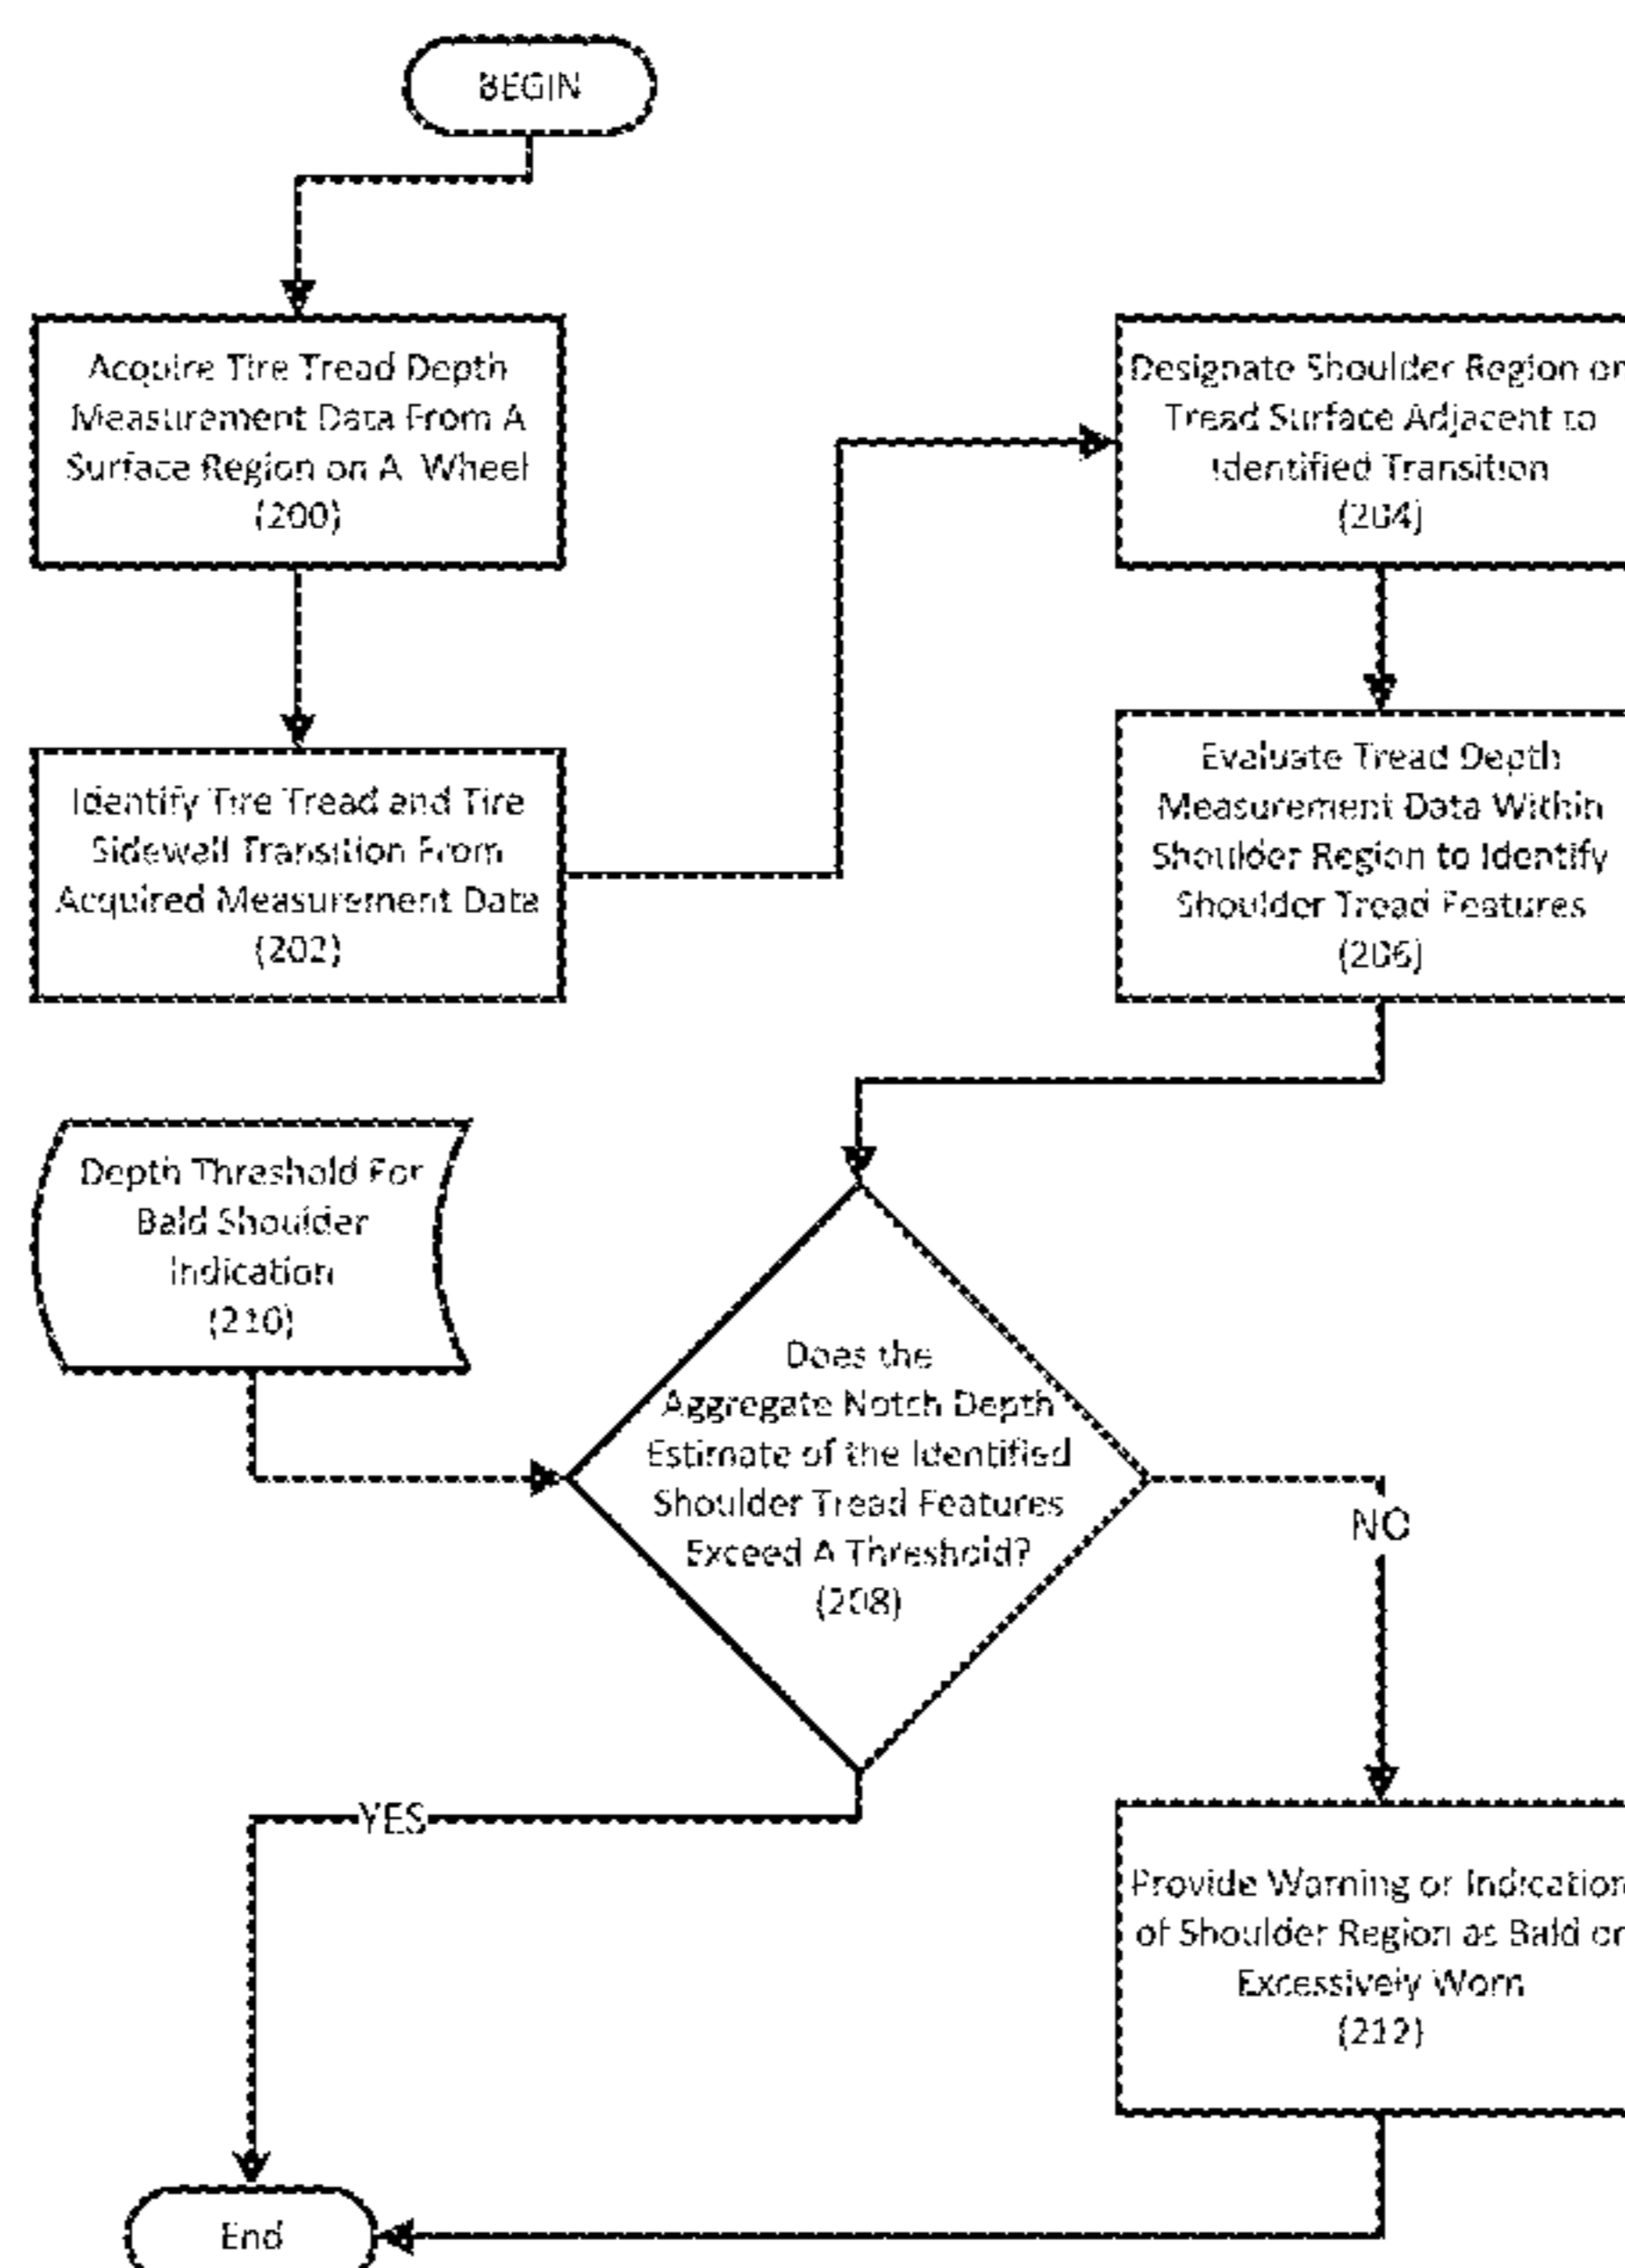 BEGIN
Acquire Tire Tread Depth
Measurement Data From A
Surface Region on A Wheel
(200)
Identify Tire Tread and Tire
Sidewall Transition From
Acquired Measurement Data
(202)
Designate Shoulder Region on
Tread Surface Adjacent to
Identified Transition
(204)
Evaluate Tread Depth
Measurement Data Within
Shoulder Region to Identify
Shoulder Tread Features
(206)
Depth Threshold For
Bald Shoulder
Indication
(210)
Does the
Aggregate Notch Depth
Estimate of the Identified
Shoulder Tread Features
Exceed A Threshold?
(208)
NO
YES
Provide Warning or Indication
of Shoulder Region as Bald or
Excessively Worn
(212)
End